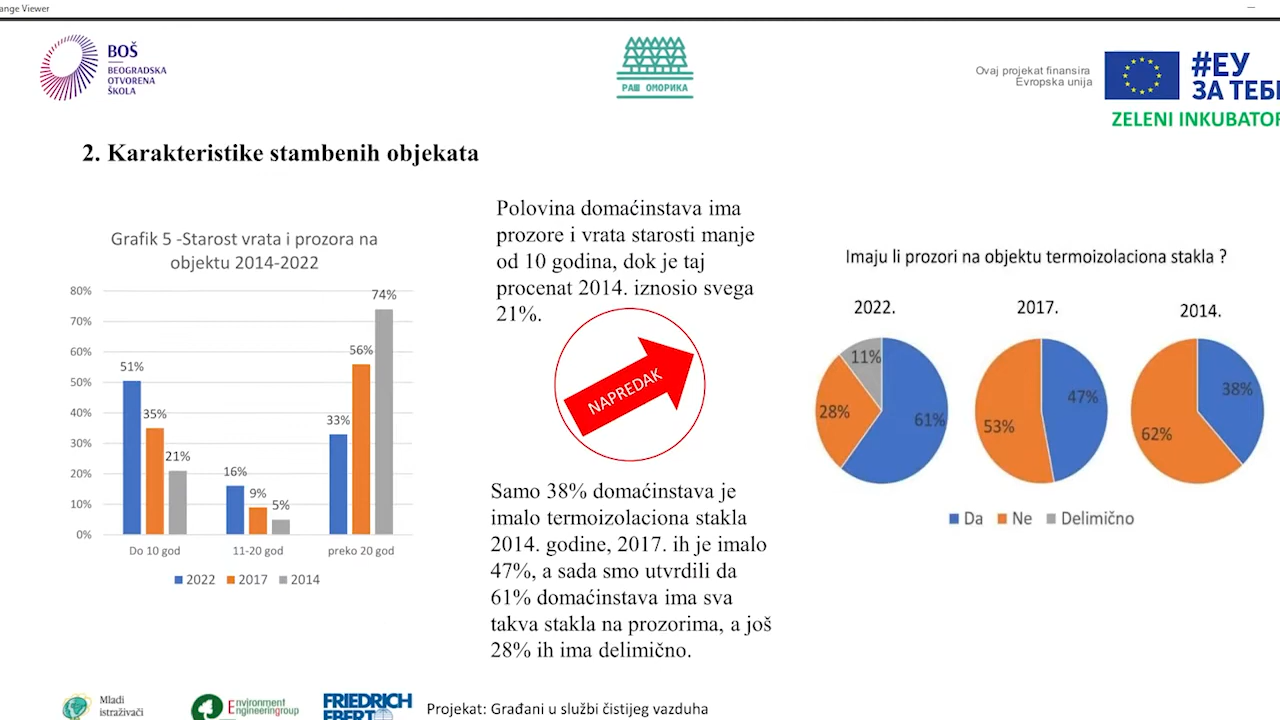 ange Viewer
BOŠ
BEOGRADSKA
OTVORENA
ŠKOLA
РАШ ОМОРИКА
Ovaj projekat finansira
Evropska unija
#ЕУ
ЗА ТЕБЕ
ZELENI INKUBATOR
2. Karakteristike stambenih objekata
Grafik 5 -Starost vrata i prozora na
objektu 2014-2022
80%
70%
60%
50%
40%
30%
20%
10%
0%
51%
35%
21%
16%
9%
5%
33%
56%
74%
Do 10 god
11-20 god
preko 20 god
2022
2017
2014
Polovina domaćinstava ima
prozore i vrata starosti manje
od 10 godina, dok je taj
procenat 2014. iznosio svega
21%.
NAPREDAK
Samo 38% domaćinstava je
imalo termoizolaciona stakla
2014. godine, 2017. ih je imalo
47%, a sada smo utvrdili da
61% domaćinstava ima sva
takva stakla na prozorima, a još
28% ih ima delimično.
Imaju li prozori na objektu termoizolaciona stakla ?
2022.
2017.
2014.
11%
28%
61%
47%
53%
38%
62%
Da
Ne
Delimično
Mladi
istraživači
Environment
Engineeringgroup
FRIEDRICH
EBERT
Projekat: Građani u službi čistijeg vazduha